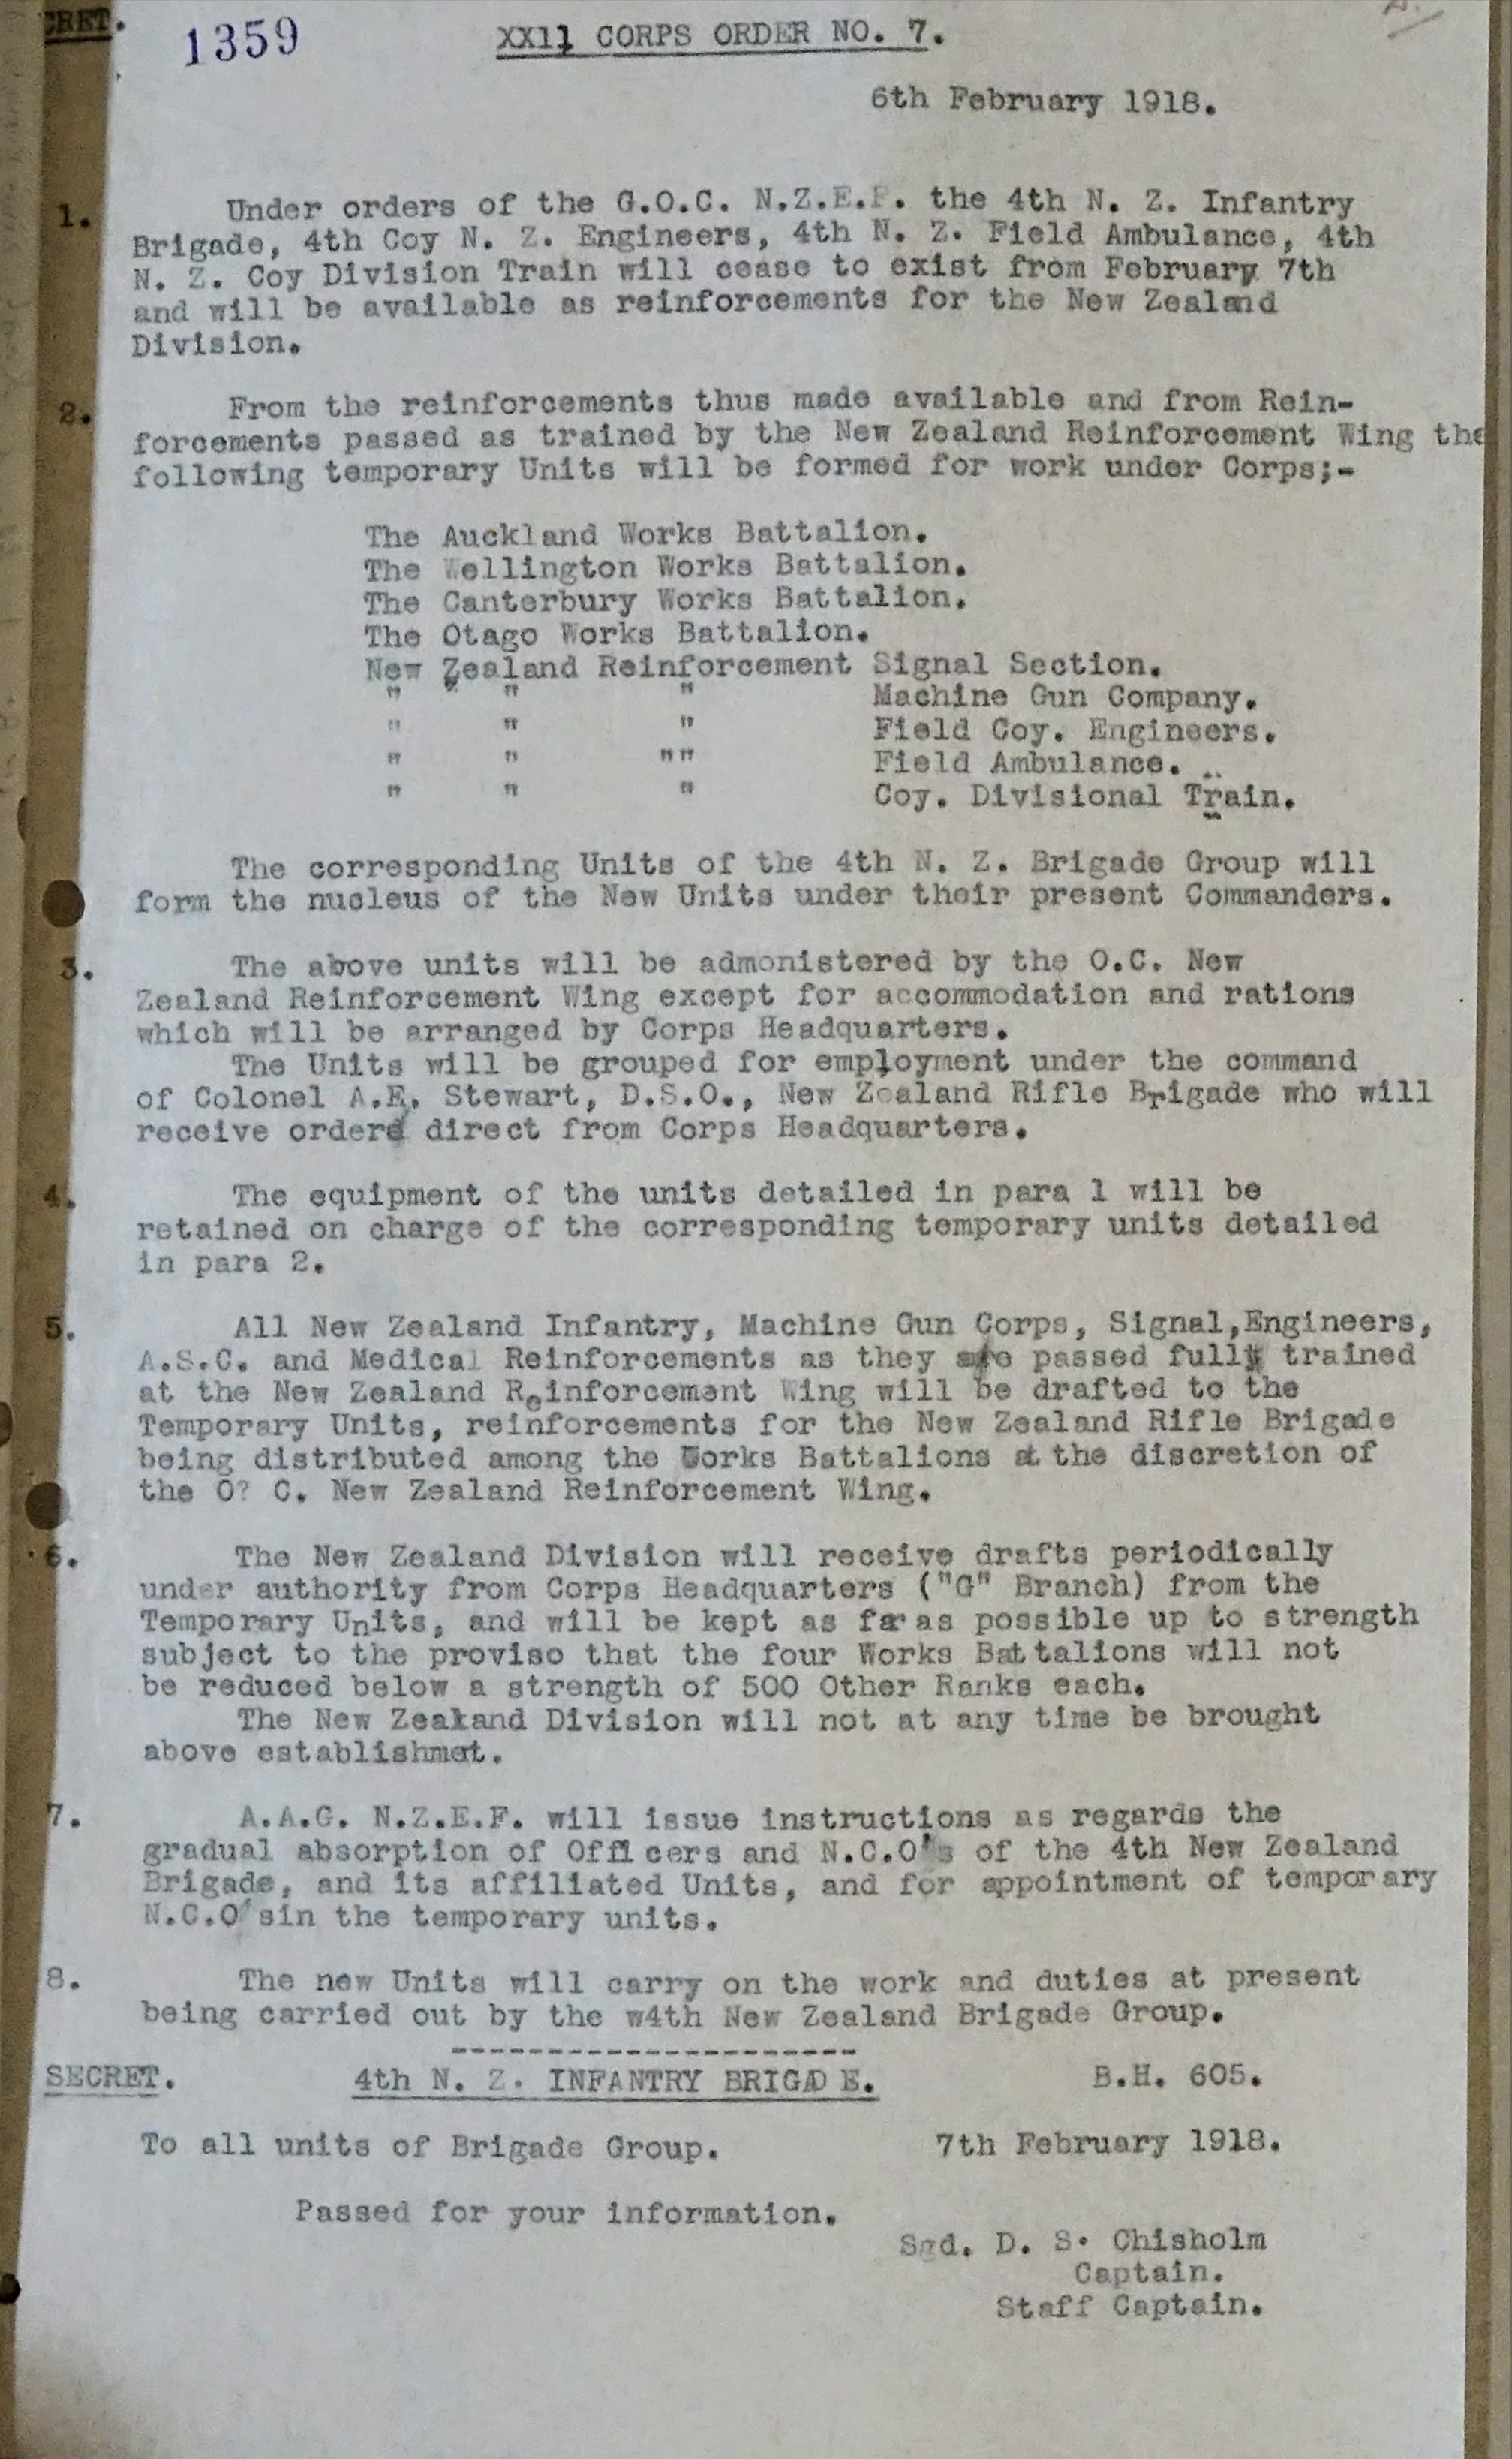 CRET.
1359
XX11 CORPS ORDER NO. 7.
6th February 1918.
1. Under orders of the G.O.C. N.Z.E.F. the 4th N. Z. Infantry
Brigade, 4th Coy N. Z. Engineers, 4th N. Z. Field Ambulance, 4th
N. Z. Coy Division Train will cease to exist from February 7th
and will be available as reinforcements for the New Zealand
Division.
2. From the reinforcements thus made available and from Rein-
forcements passed as trained by the New Zealand Reinforcement Wing the
following temporary Units will be formed for work under Corps;-
The Auckland Works Battalion.
The Wellington Works Battalion.
The Canterbury Works Battalion.
The Otago Works Battalion.
New Zealand Reinforcement Signal Section.
" " " Machine Gun Company.
" " " Field Coy. Engineers.
" " "" Field Ambulance.
" " " Coy. Divisional Train.
The corresponding Units of the 4th N. Z. Brigade Group will
form the nucleus of the New Units under their present Commanders.
3. The above units will be admonistered by the O.C. New
Zealand Reinforcement Wing except for accommodation and rations
which will be arranged by Corps Headquarters.
The Units will be grouped for employment under the command
of Colonel A.E. Stewart, D.S.O., New Zealand Rifle Brigade who will
receive orders direct from Corps Headquarters.
4. The equipment of the units detailed in para 1 will be
retained on charge of the corresponding temporary units detailed
in para 2.
5. All New Zealand Infantry, Machine Gun Corps, Signal,Engineers,
A.S.C. and Medical Reinforcements as they are passed fully trained
at the New Zealand Reinforcement Wing will be drafted to the
Temporary Units, reinforcements for the New Zealand Rifle Brigade
being distributed among the Works Battalions at the discretion of
the O? C. New Zealand Reinforcement Wing.
6. The New Zealand Division will receive drafts periodically
under authority from Corps Headquarters ("G" Branch) from the
Temporary Units, and will be kept as far as possible up to strength
subject to the proviso that the four Works Battalions will not
be reduced below a strength of 500 Other Ranks each.
The New Zealand Division will not at any time be brought
above establishmet.
7. A.A.G. N.Z.E.F. will issue instructions as regards the
gradual absorption of Officers and N.C.O's of the 4th New Zealand
Brigade, and its affiliated Units, and for appointment of temporary
N.C.O'sin the temporary units.
8. The new Units will carry on the work and duties at present
being carried out by the w4th New Zealand Brigade Group.
---------------------
SECRET. 4th N. Z. INFANTRY BRIGADE. B.H. 605.
To all units of Brigade Group. 7th February 1918.
Passed for your information.
Sgd. D. S. Chisholm
Captain.
Staff Captain.